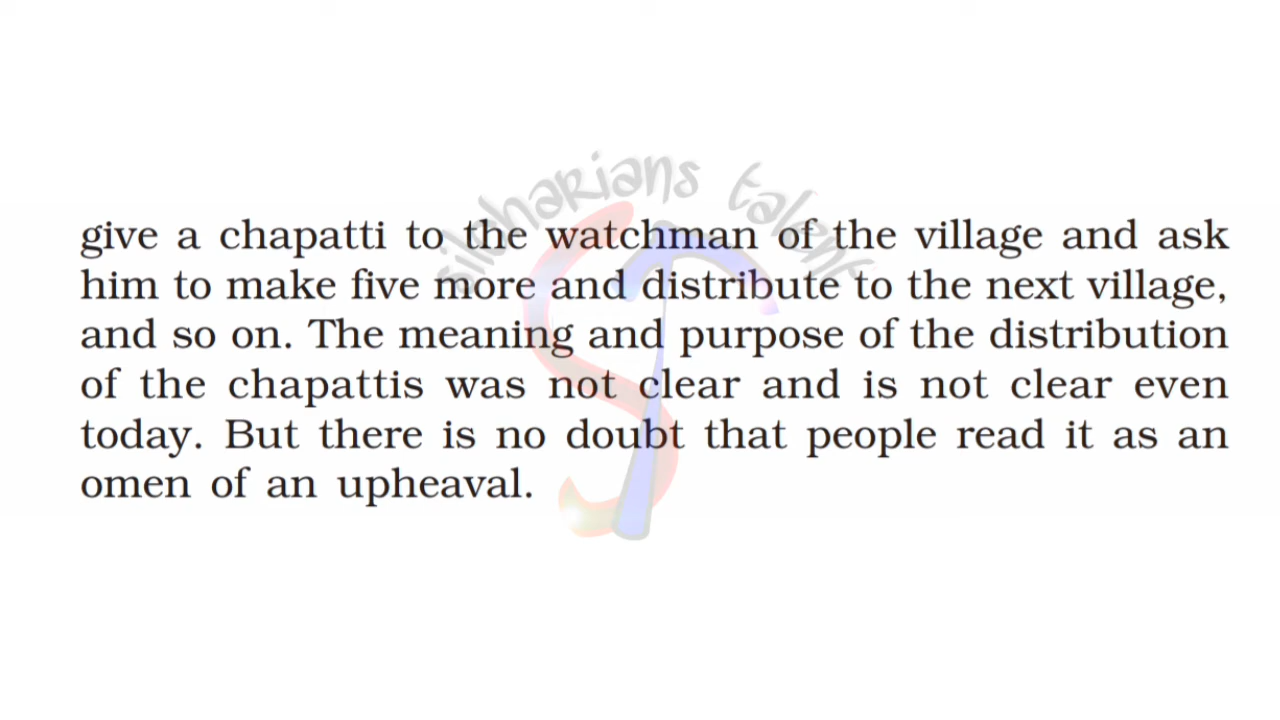 silcharians talent
give a chapatti to the watchman of the village and ask
him to make five more and distribute to the next village,
and so on. The meaning and purpose of the distribution
of the chapattis was not clear and is not clear even
today. But there is no doubt that people read it as an
omen of an upheaval.